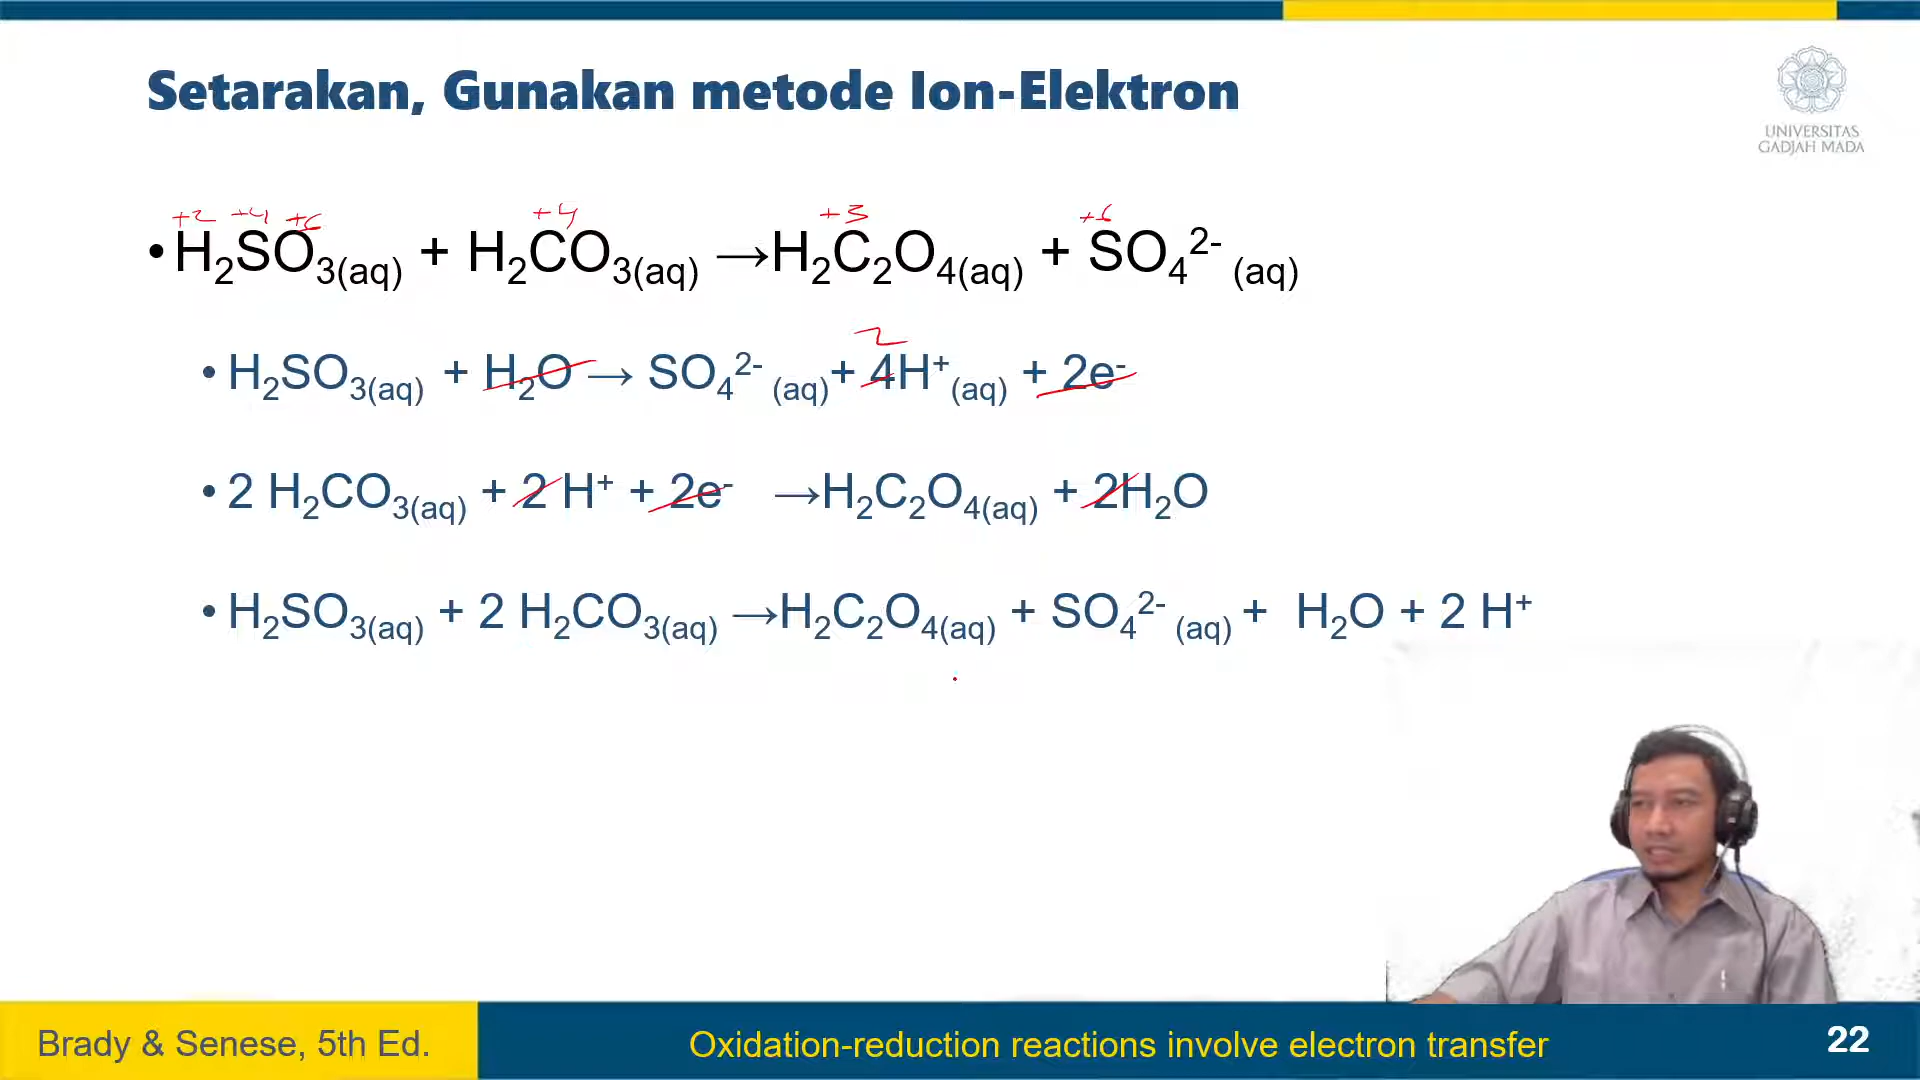 Setarakan, Gunakan metode Ion-Elektron
UNIVERSITAS
GADJAH MADA
+2 +4 +6 +4 +3 +6
• H₂SO₃(aq) + H₂CO₃(aq) →H₂C₂O₄(aq) + SO₄²⁻ (aq)
2
• H₂SO₃(aq) + H₂O → SO₄²⁻ (aq)+ 4H⁺(aq) + 2e⁻
• 2 H₂CO₃(aq) + 2 H⁺ + 2e⁻ →H₂C₂O₄(aq) + 2H₂O
• H₂SO₃(aq) + 2 H₂CO₃(aq) →H₂C₂O₄(aq) + SO₄²⁻ (aq) + H₂O + 2 H⁺
Brady & Senese, 5th Ed.
Oxidation-reduction reactions involve electron transfer
22